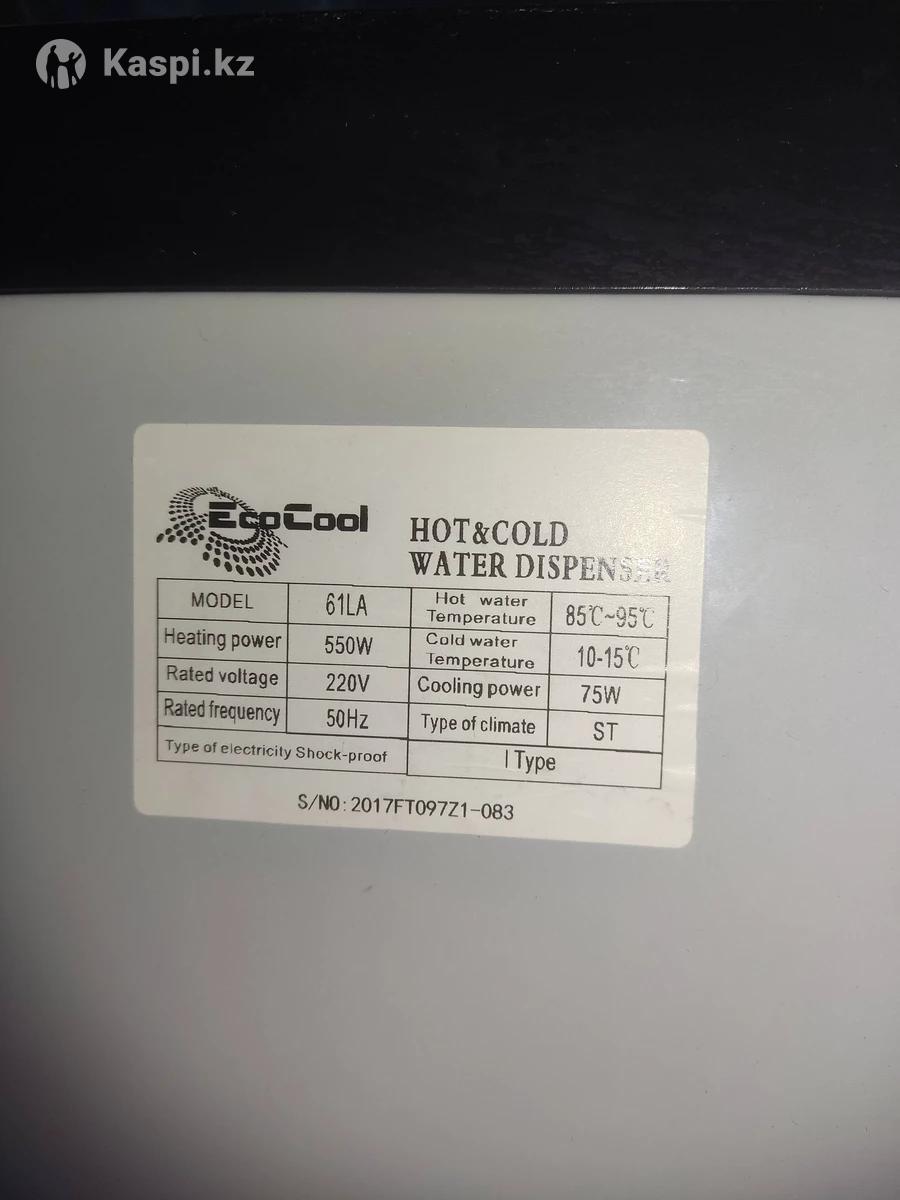 Kaspi.kz
EcoCool
HOT&COLD
WATER DISPENSER
MODEL 61LA Hot water Temperature 85℃~95℃
Heating power 550W Cold water Temperature 10-15℃
Rated voltage 220V Cooling power 75W
Rated frequency 50Hz Type of climate ST
Type of electricity Shock-proof I Type
S/NO: 2017FT097Z1-083